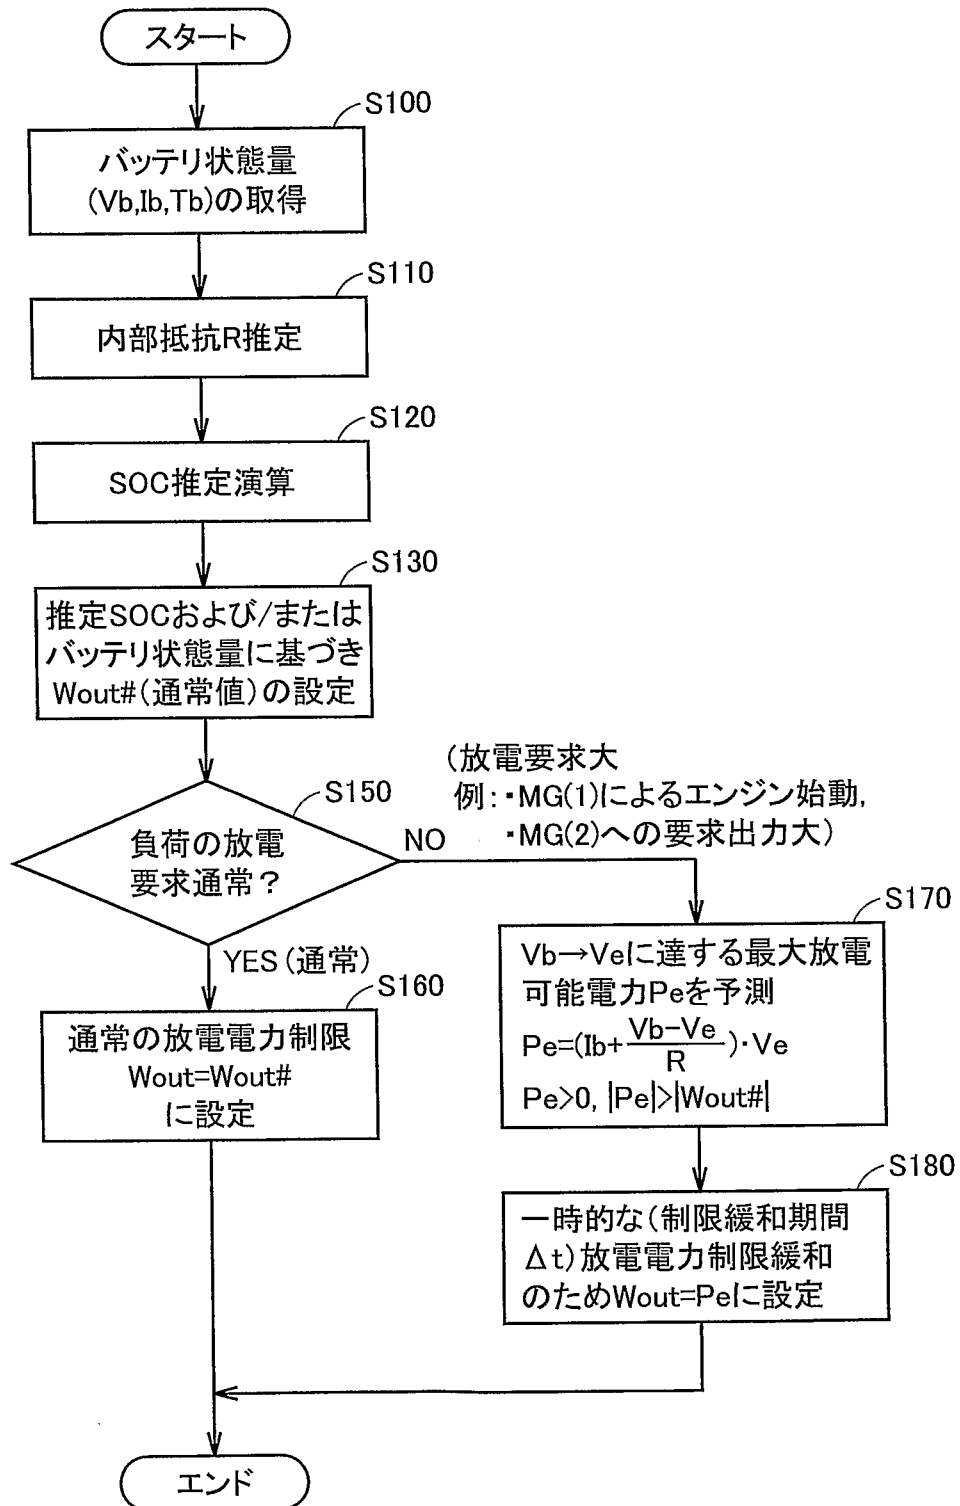 スタート
S100
バッテリ状態量
(Vb,Ib,Tb)の取得
S110
内部抵抗R推定
S120
SOC推定演算
S130
推定SOCおよび/または
バッテリ状態量に基づき
Wout#(通常値)の設定
S150
負荷の放電
要求通常？
NO
(放電要求大
例:・MG(1)によるエンジン始動,
・MG(2)への要求出力大)
YES(通常)
S160
通常の放電電力制限
Wout=Wout#
に設定
S170
Vb→Veに達する最大放電
可能電力Peを予測
Pe=(Ib+(Vb-Ve)/R)・Ve
Pe>0, |Pe|>|Wout#|
S180
一時的な(制限緩和期間
Δt)放電電力制限緩和
のためWout=Peに設定
エンド